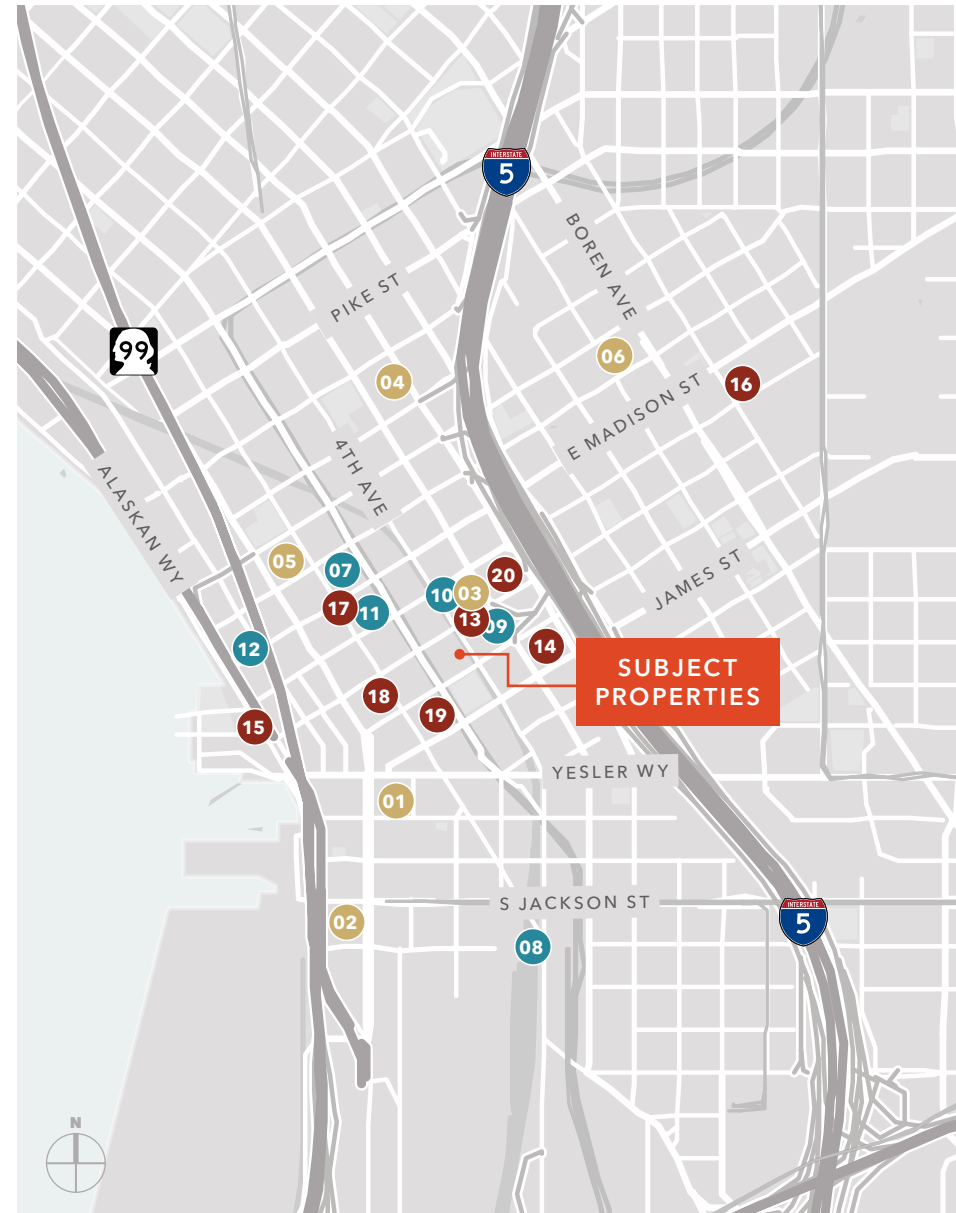 INTERSTATE
5
BOREN AVE
PIKE ST
99
06
04
16
E MADISON ST
4TH AVE
ALASKAN WY
05
07
20
JAMES ST
10
03
17
11
13
09
12
14
SUBJECT
PROPERTIES
18
19
15
YESLER WY
01
S JACKSON ST
INTERSTATE
5
02
08
N